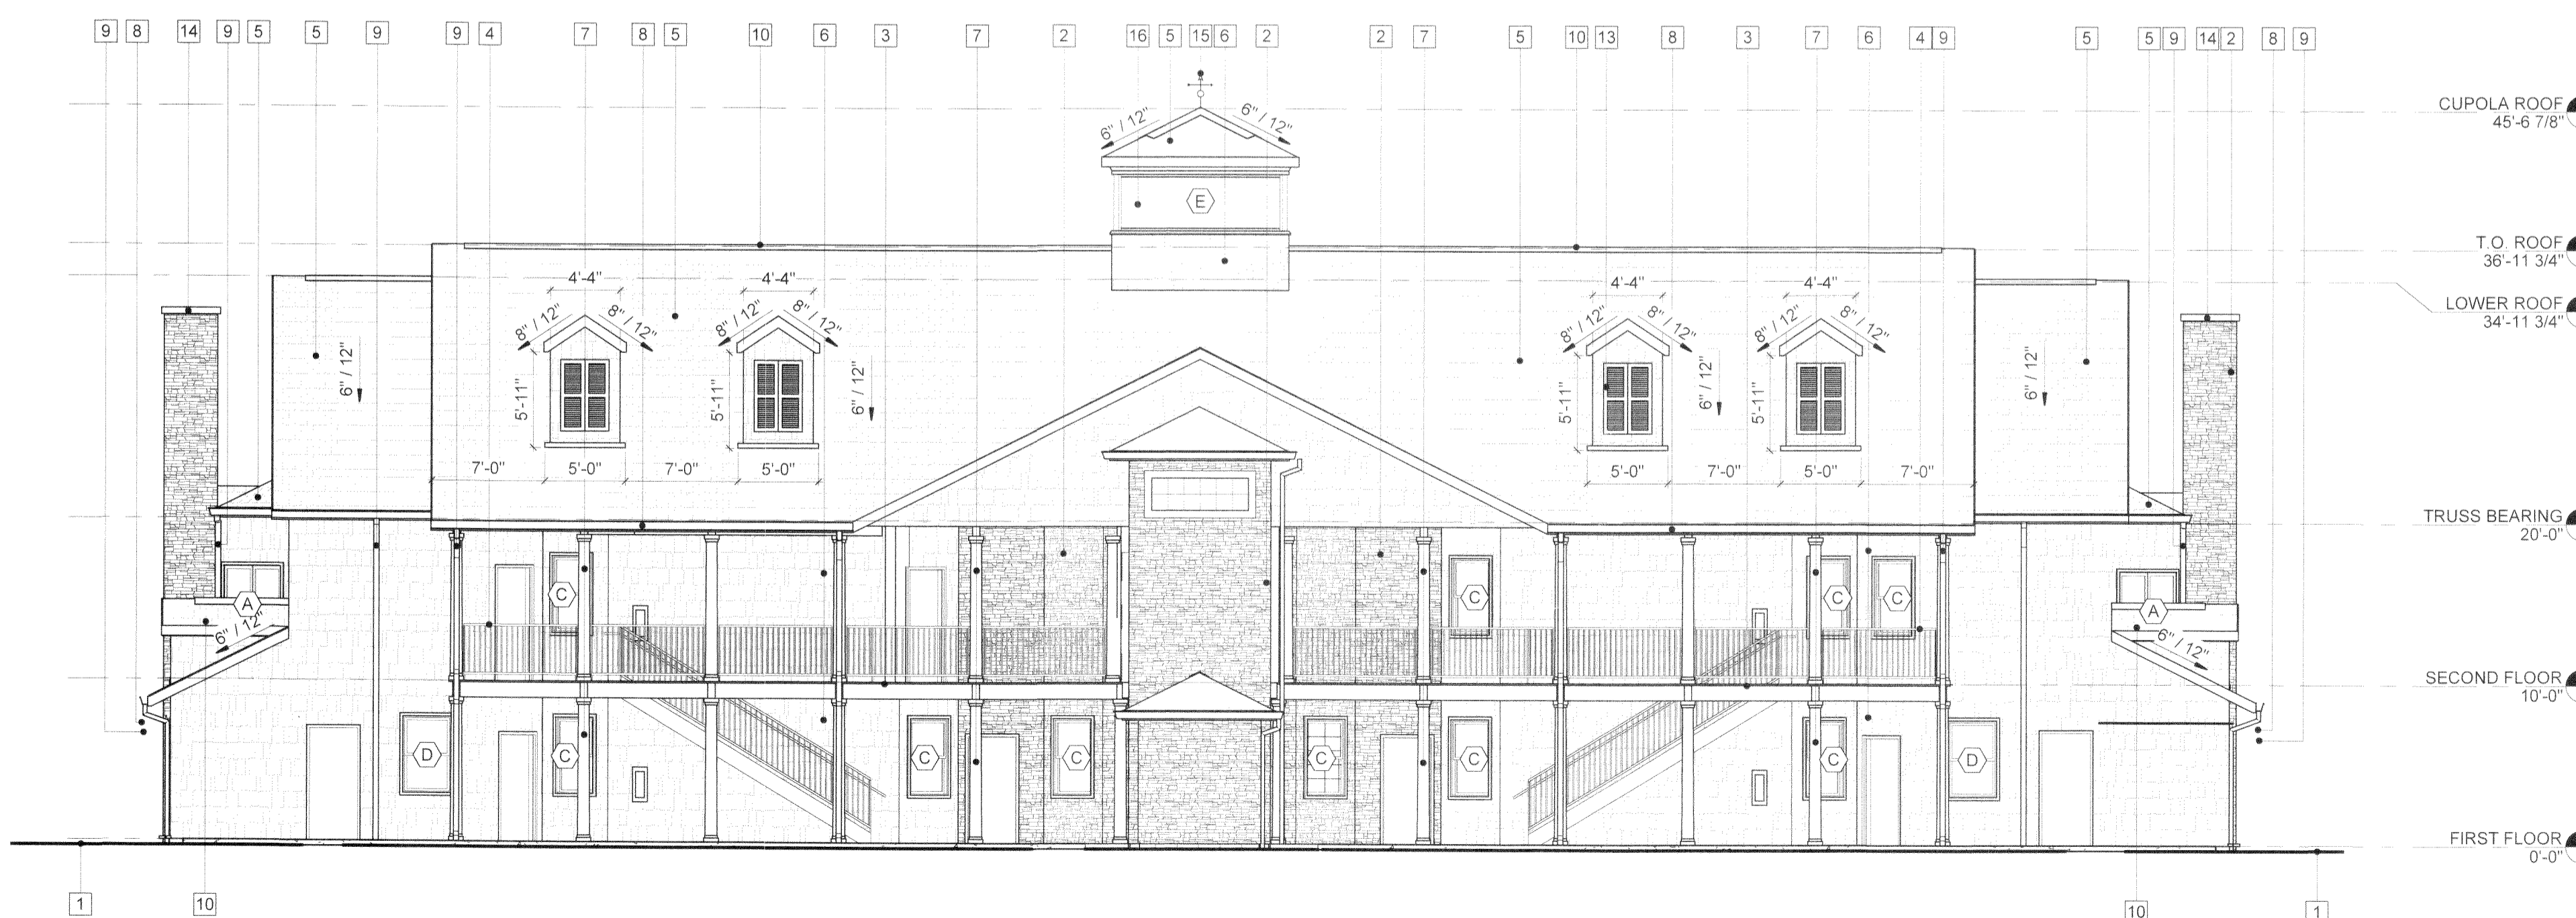 9 8 14 9 5 5 9 9 4 7 8 5 10 6 3 7 2 16 5 15 6 2 2 7 5 10 13 8 3 7 6 4 9 5 5 9 14 2 8 9
CUPOLA ROOF
45'-6 7/8"
6" / 12" 6" / 12"
E
T.O. ROOF
36'-11 3/4"
LOWER ROOF
34'-11 3/4"
4'-4" 4'-4" 4'-4" 4'-4"
8" / 12" 8" / 12" 8" / 12" 8" / 12" 8" / 12" 8" / 12" 8" / 12" 8" / 12"
6" / 12" 6" / 12" 6" / 12" 6" / 12"
5'-11" 5'-11" 5'-11" 5'-11"
7'-0" 5'-0" 7'-0" 5'-0" 5'-0" 7'-0" 5'-0" 7'-0"
TRUSS BEARING
20'-0"
A C C C C A
6" / 12" 6" / 12"
SECOND FLOOR
10'-0"
D C C C C C C D
FIRST FLOOR
0'-0"
1 10 10 1